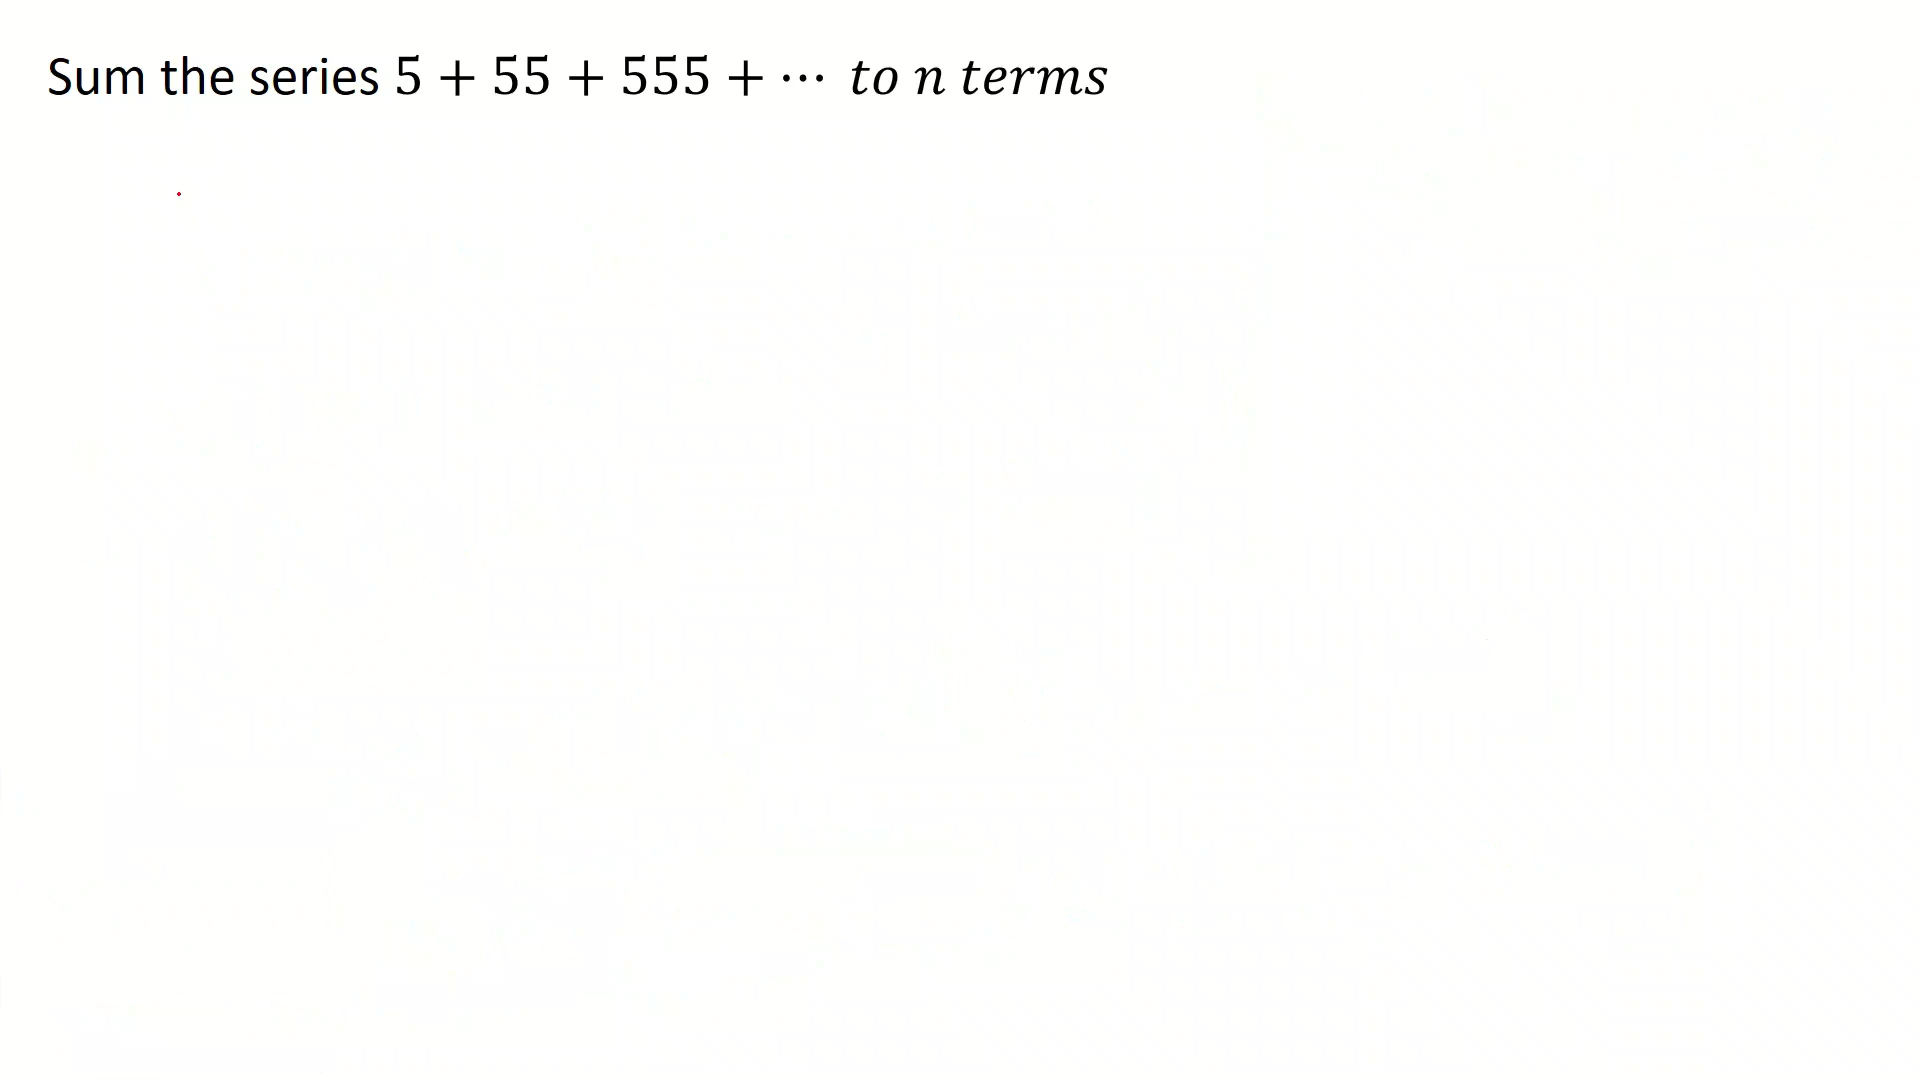 Sum the series 5 + 55 + 555 + ⋯ to n terms